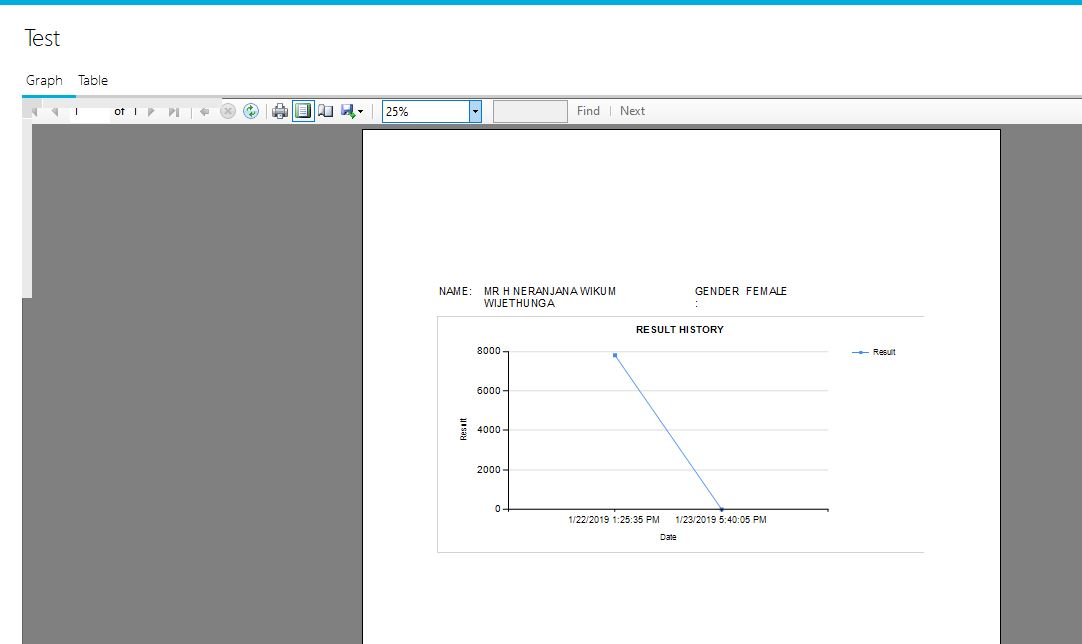 Test
Graph Table
1 of 1 25% Find Next
NAME: MR H NERANJANA WIKUM GENDER FEMALE
WIJETHUNGA :
RESULT HISTORY
8000
Result
6000
4000
Result
2000
0
1/22/2019 1:25:35 PM 1/23/2019 5:40:05 PM
Date